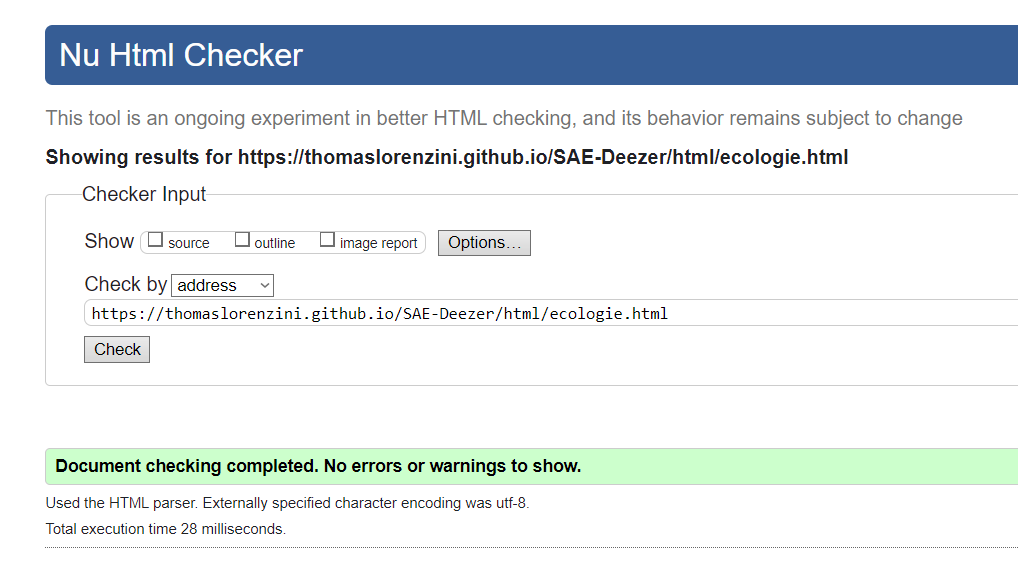 Nu Html Checker
This tool is an ongoing experiment in better HTML checking, and its behavior remains subject to change
Showing results for https://thomaslorenzini.github.io/SAE-Deezer/html/ecologie.html
Checker Input
Show source outline image report Options…
Check by address
https://thomaslorenzini.github.io/SAE-Deezer/html/ecologie.html
Check
Document checking completed. No errors or warnings to show.
Used the HTML parser. Externally specified character encoding was utf-8.
Total execution time 28 milliseconds.